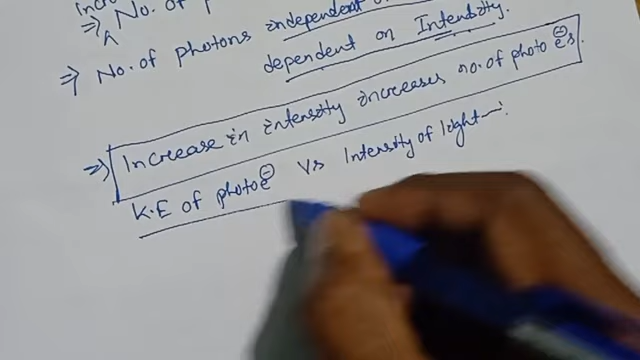 ⇒ No. of
⇒ No. of photons independent
dependent on Intensity.
⇒ Increase in intensity increases no. of photo e⊖s.
K.E of photo e⊖ Vs Intensity of light